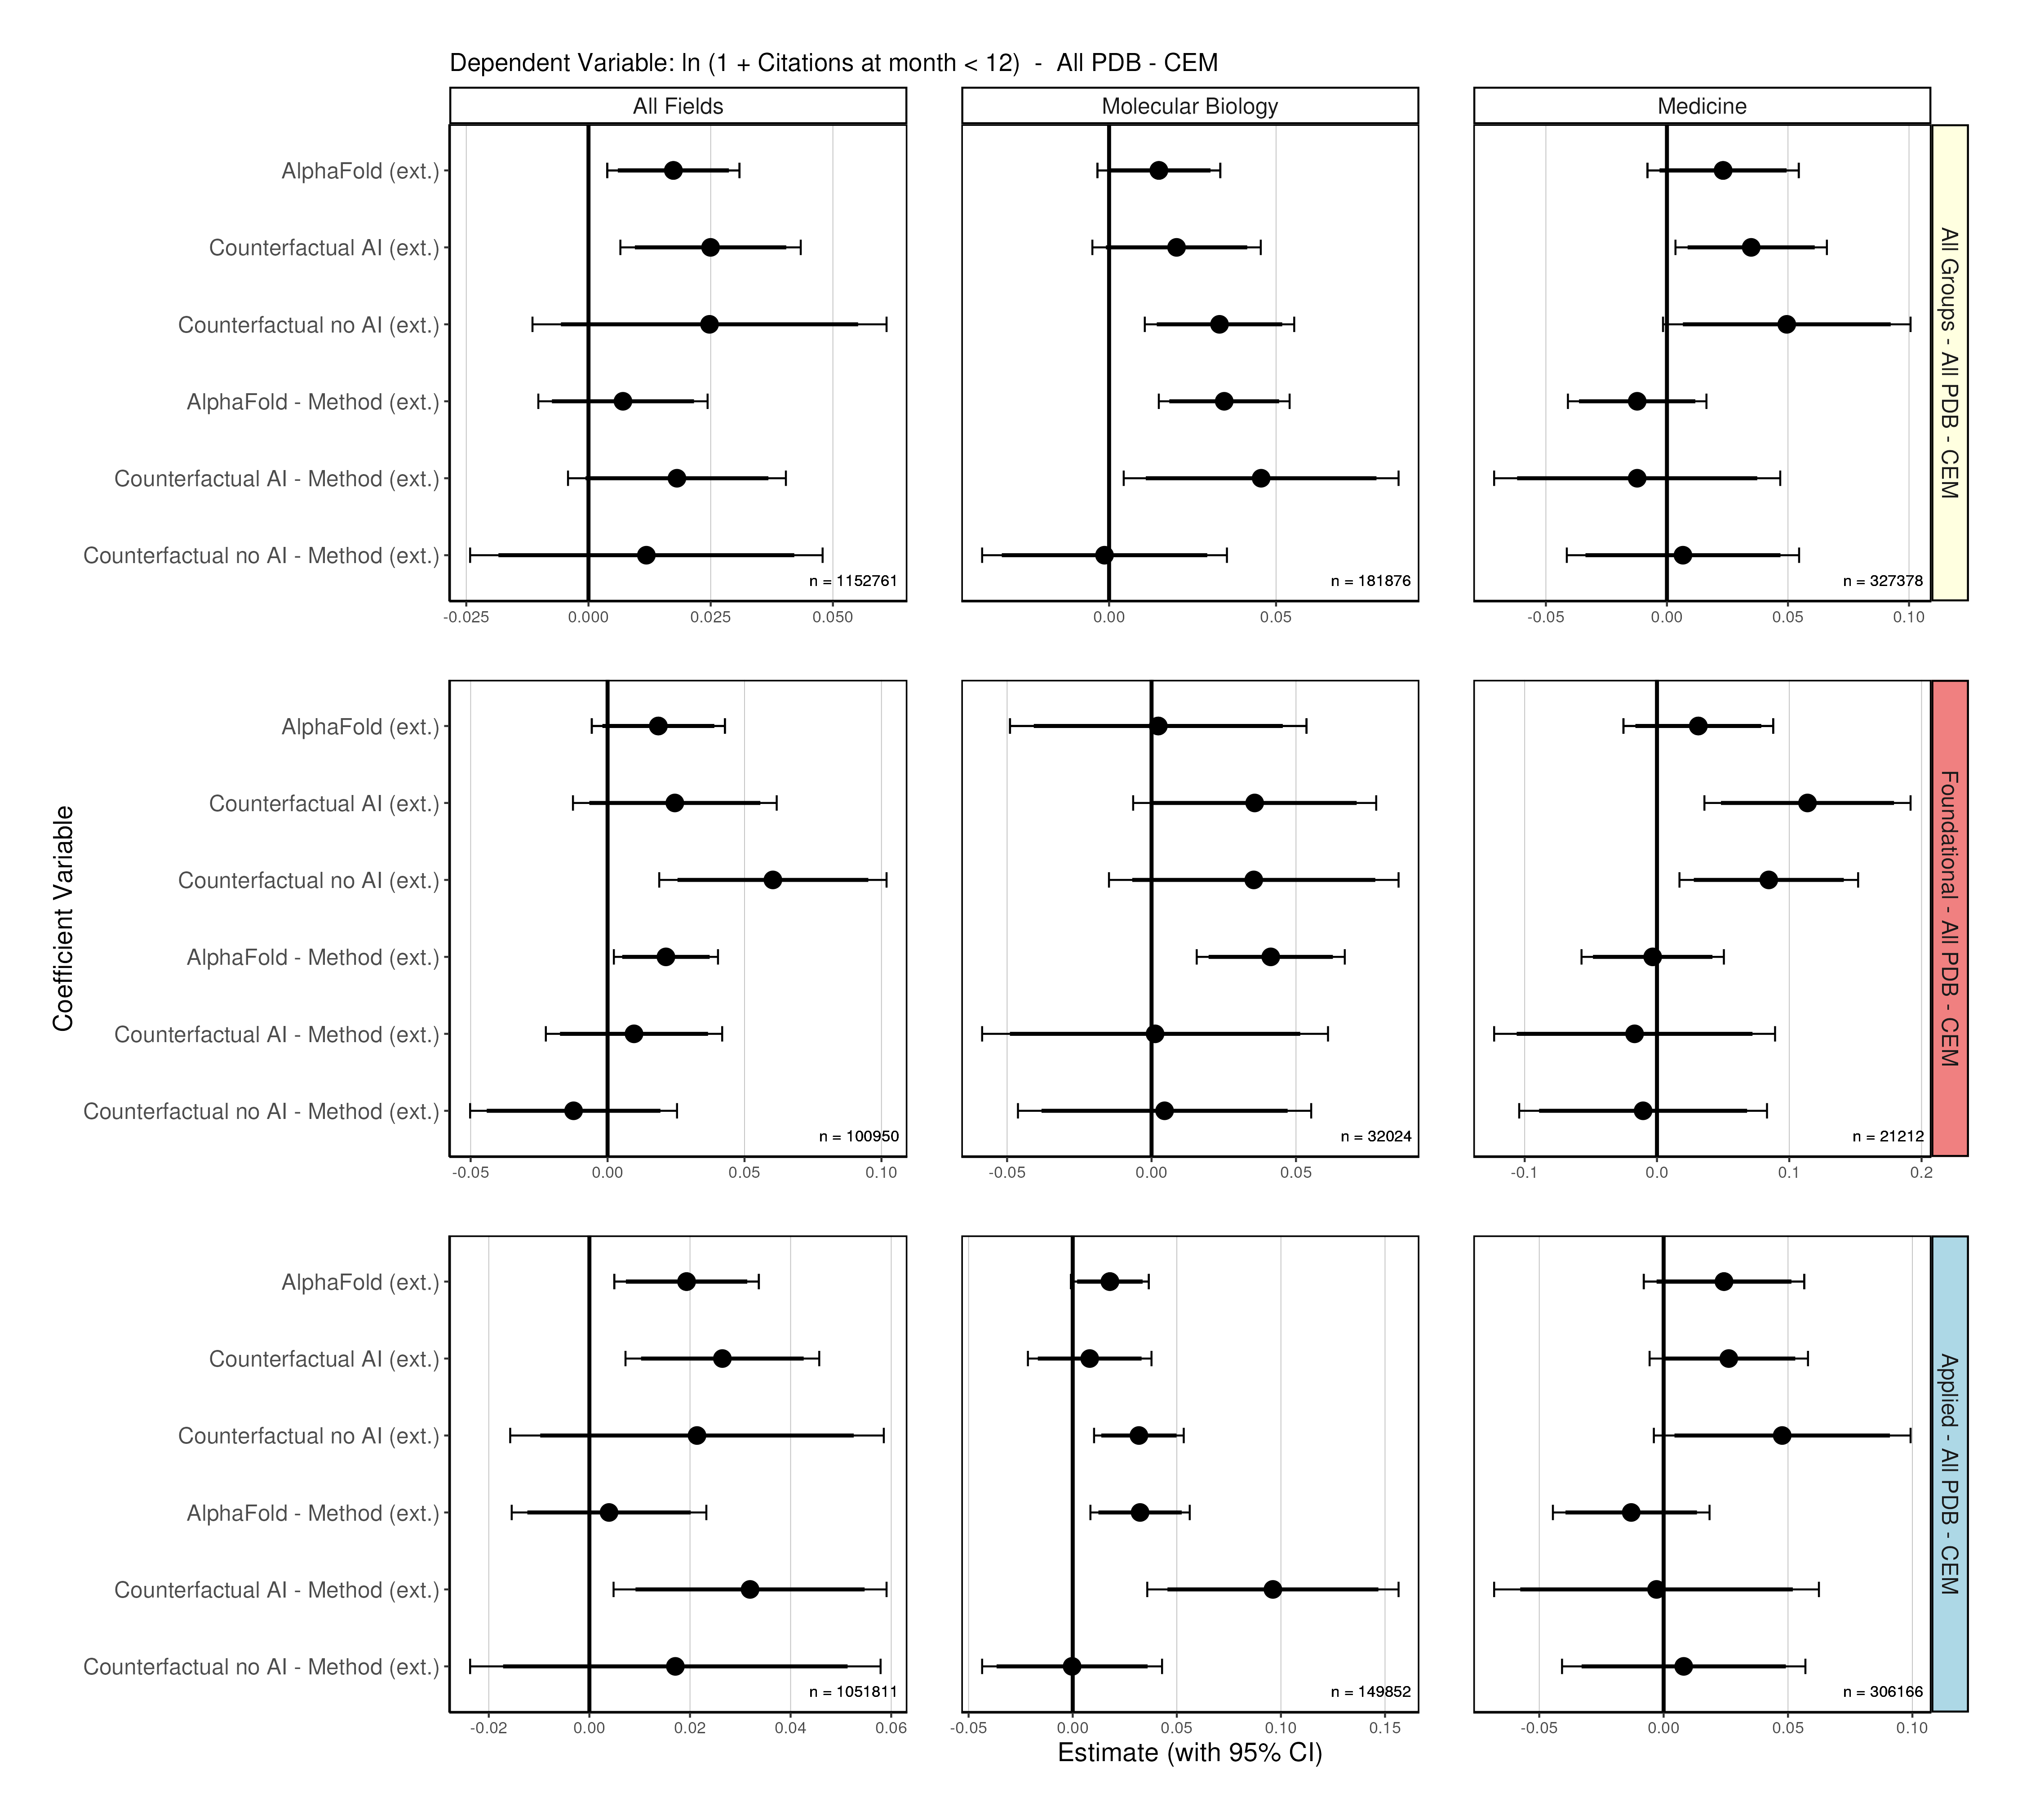 Dependent Variable: ln (1 + Citations at month < 12)  -  All PDB - CEM
All Fields
Molecular Biology
Medicine
AlphaFold (ext.)
Counterfactual AI (ext.)
Counterfactual no AI (ext.)
AlphaFold - Method (ext.)
Counterfactual AI - Method (ext.)
Counterfactual no AI - Method (ext.)
n = 1152761
n = 181876
n = 327378
-0.025 0.000 0.025 0.050
0.00 0.05
-0.05 0.00 0.05 0.10
All Groups - All PDB - CEM
Coefficient Variable
AlphaFold (ext.)
Counterfactual AI (ext.)
Counterfactual no AI (ext.)
AlphaFold - Method (ext.)
Counterfactual AI - Method (ext.)
Counterfactual no AI - Method (ext.)
n = 100950
n = 32024
n = 21212
-0.05 0.00 0.05 0.10
-0.05 0.00 0.05
-0.1 0.0 0.1 0.2
Foundational - All PDB - CEM
AlphaFold (ext.)
Counterfactual AI (ext.)
Counterfactual no AI (ext.)
AlphaFold - Method (ext.)
Counterfactual AI - Method (ext.)
Counterfactual no AI - Method (ext.)
n = 1051811
n = 149852
n = 306166
-0.02 0.00 0.02 0.04 0.06
-0.05 0.00 0.05 0.10 0.15
-0.05 0.00 0.05 0.10
Applied - All PDB - CEM
Estimate (with 95% CI)